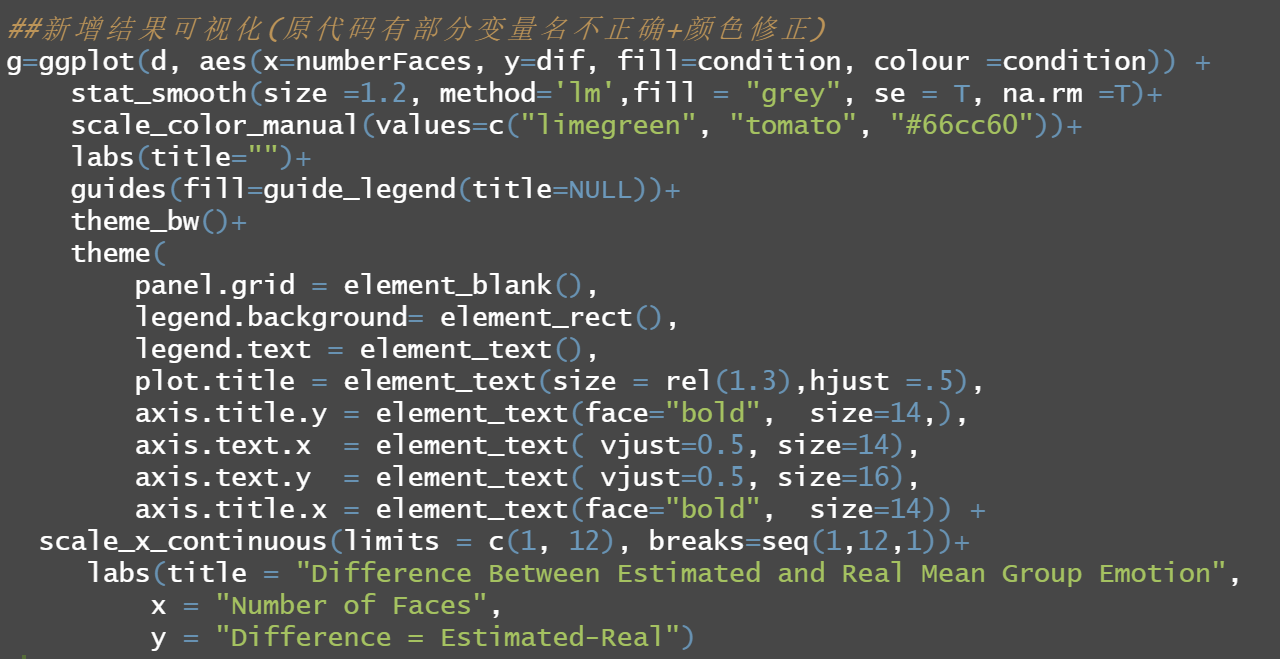 ##新增结果可视化(原代码有部分变量名不正确+颜色修正)
g=ggplot(d, aes(x=numberFaces, y=dif, fill=condition, colour =condition)) +
    stat_smooth(size =1.2, method='lm',fill = "grey", se = T, na.rm =T)+
    scale_color_manual(values=c("limegreen", "tomato", "#66cc60"))+
    labs(title="")+
    guides(fill=guide_legend(title=NULL))+
    theme_bw()+
    theme(
        panel.grid = element_blank(),
        legend.background= element_rect(),
        legend.text = element_text(),
        plot.title = element_text(size = rel(1.3),hjust =.5),
        axis.title.y = element_text(face="bold",  size=14,),
        axis.text.x  = element_text( vjust=0.5, size=14),
        axis.text.y  = element_text( vjust=0.5, size=16),
        axis.title.x = element_text(face="bold",  size=14)) +
  scale_x_continuous(limits = c(1, 12), breaks=seq(1,12,1))+
     labs(title = "Difference Between Estimated and Real Mean Group Emotion",
         x = "Number of Faces",
         y = "Difference = Estimated-Real")